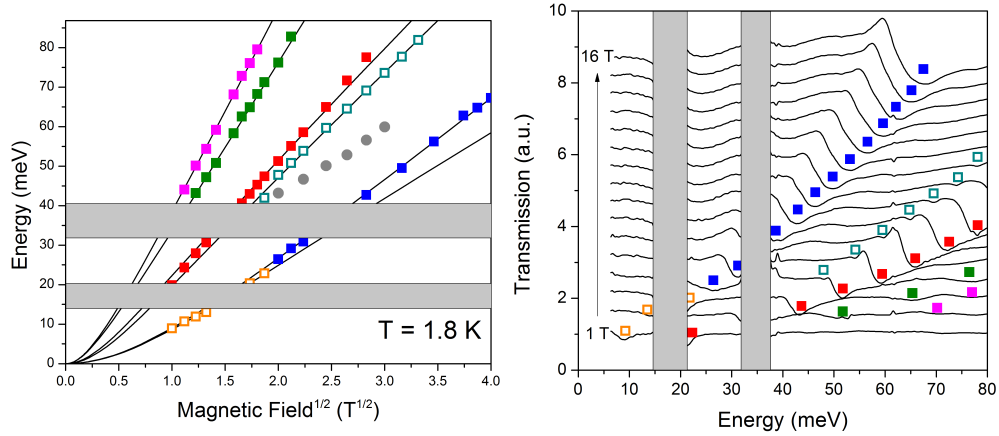 80
70
60
50
40
30
20
10
0
Energy (meV)
T = 1.8 K
0.0 0.5 1.0 1.5 2.0 2.5 3.0 3.5 4.0
Magnetic Field1/2 (T1/2)
10
8
6
4
2
0
Transmission (a.u.)
16 T
1 T
0 10 20 30 40 50 60 70 80
Energy (meV)